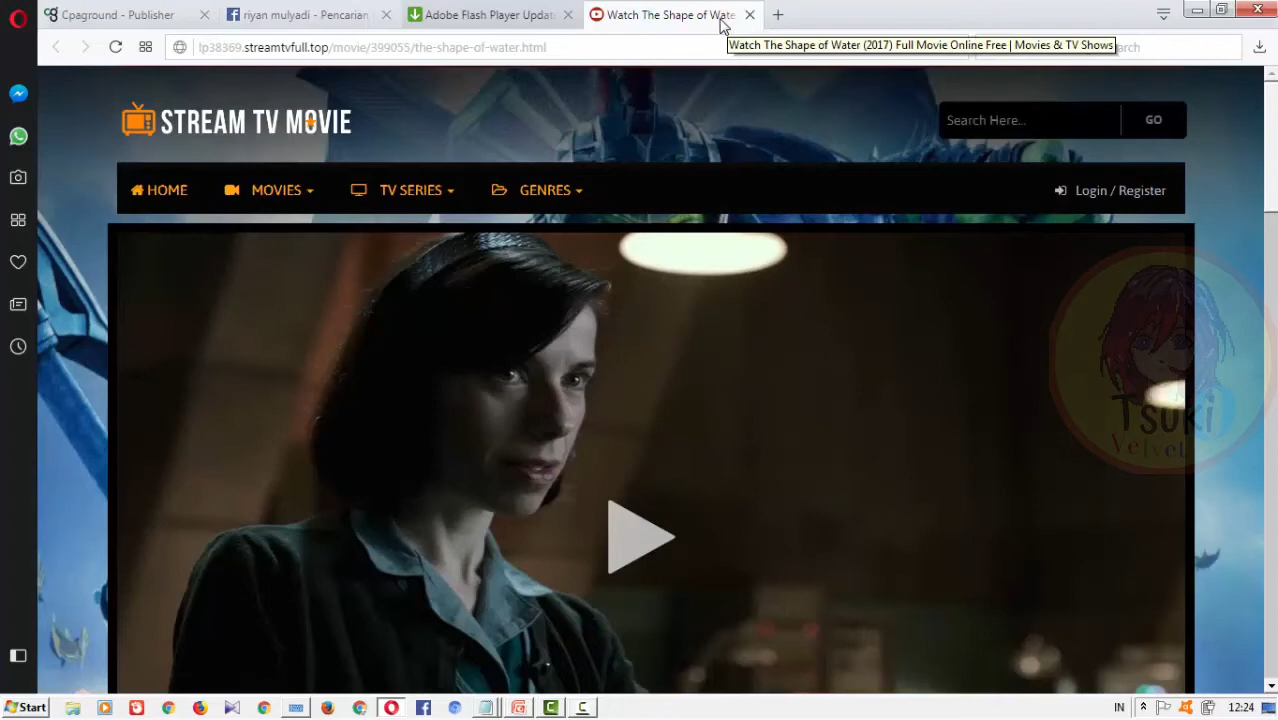 Cpaground - Publisher
riyan mulyadi - Pencarian
Adobe Flash Player Updat
Watch The Shape of Wate
lp38369.streamtvfull.top/movie/399055/the-shape-of-water.html
Watch The Shape of Water (2017) Full Movie Online Free | Movies & TV Shows
STREAM TV MOVIE
Search Here...
GO
HOME
MOVIES
TV SERIES
GENRES
Login / Register
Tsuki
Velvet
Start
IN
12:24